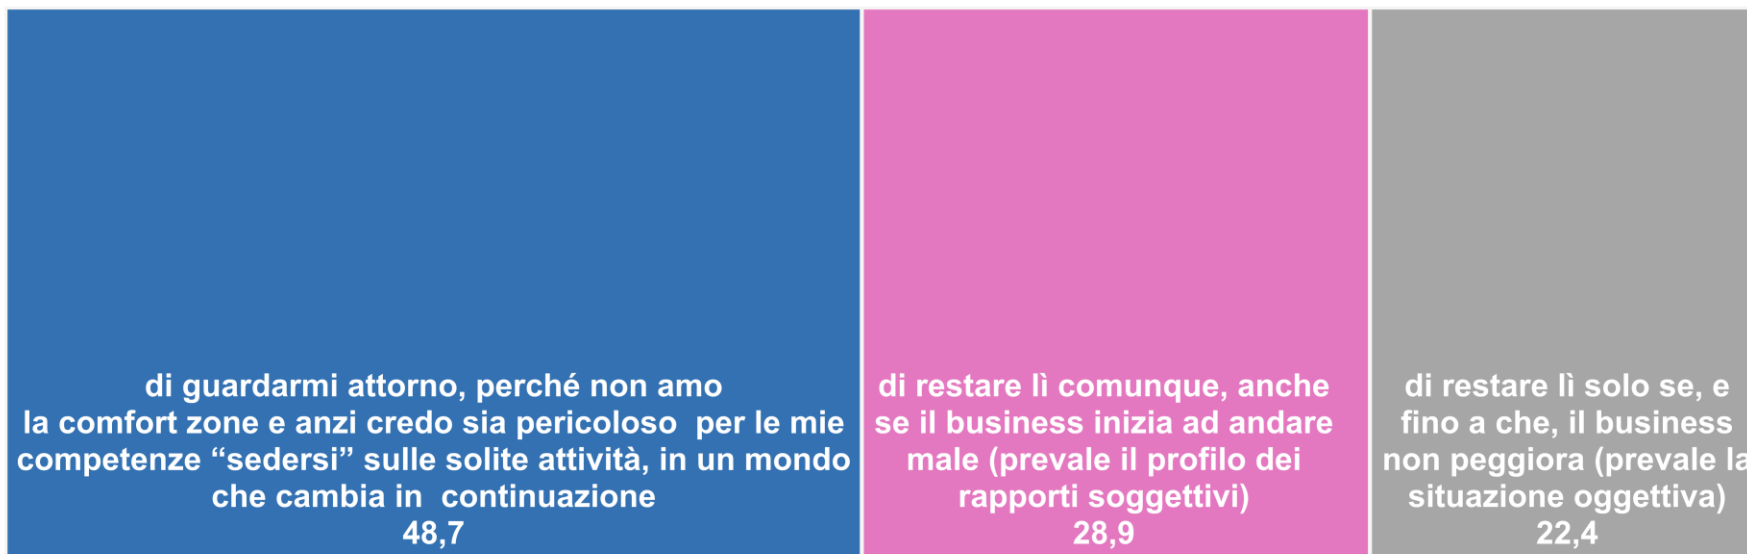 di guardarmi attorno, perché non amo
la comfort zone e anzi credo sia pericoloso  per le mie
competenze “sedersi” sulle solite attività, in un mondo
che cambia in  continuazione
48,7
di restare lì comunque, anche
se il business inizia ad andare
male (prevale il profilo dei
rapporti soggettivi)
28,9
di restare lì solo se, e
fino a che, il business
non peggiora (prevale la
situazione oggettiva)
22,4